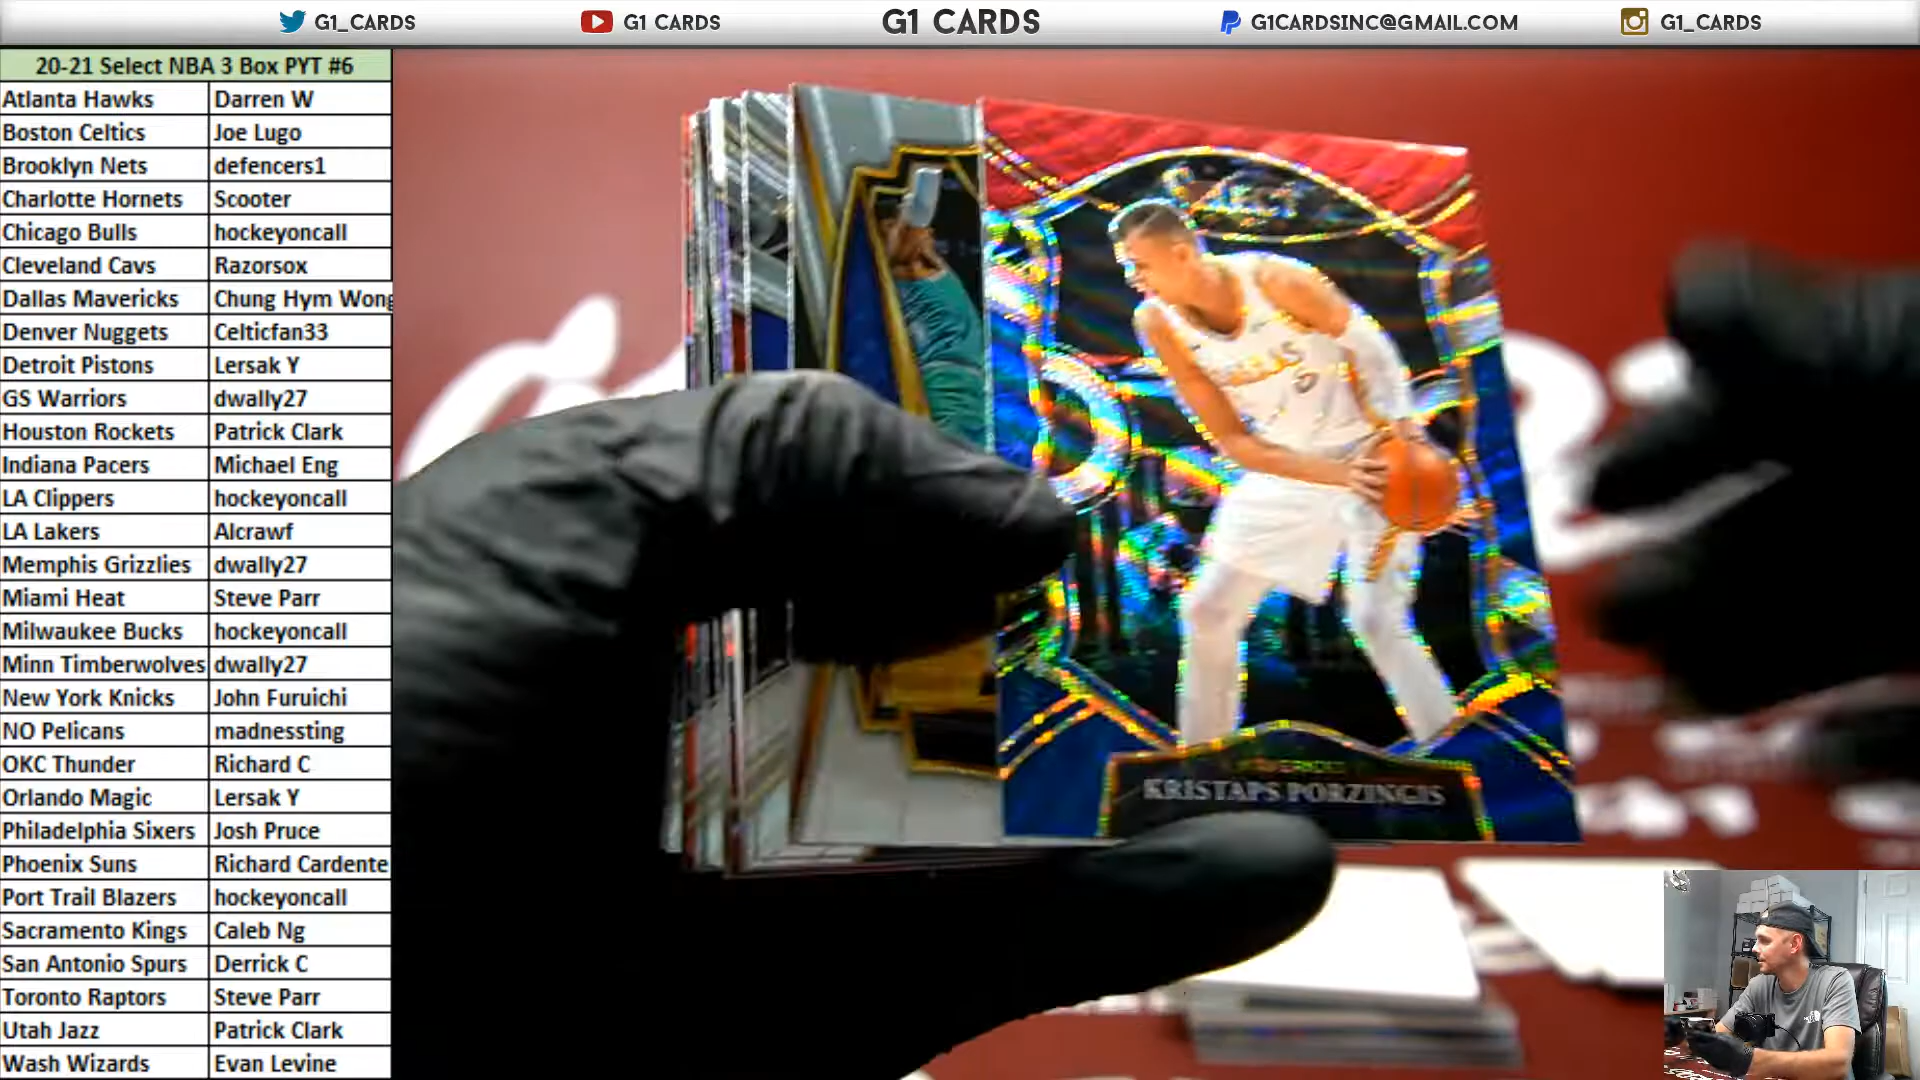 G1_CARDS G1 CARDS G1 CARDS G1CARDSINC@GMAIL.COM G1_CARDS
20-21 Select NBA 3 Box PYT #6
Atlanta Hawks Darren W
Boston Celtics Joe Lugo
Brooklyn Nets defencers1
Charlotte Hornets Scooter
Chicago Bulls hockeyoncall
Cleveland Cavs Razorsox
Dallas Mavericks Chung Hym Wong
Denver Nuggets Celticfan33
Detroit Pistons Lersak Y
GS Warriors dwally27
Houston Rockets Patrick Clark
Indiana Pacers Michael Eng
LA Clippers hockeyoncall
LA Lakers Alcrawf
Memphis Grizzlies dwally27
Miami Heat Steve Parr
Milwaukee Bucks hockeyoncall
Minn Timberwolves dwally27
New York Knicks John Furuichi
NO Pelicans madnessting
OKC Thunder Richard C
Orlando Magic Lersak Y
Philadelphia Sixers Josh Pruce
Phoenix Suns Richard Cardente
Port Trail Blazers hockeyoncall
Sacramento Kings Caleb Ng
San Antonio Spurs Derrick C
Toronto Raptors Steve Parr
Utah Jazz Patrick Clark
Wash Wizards Evan Levine
Select
KRISTAPS PORZINGIS